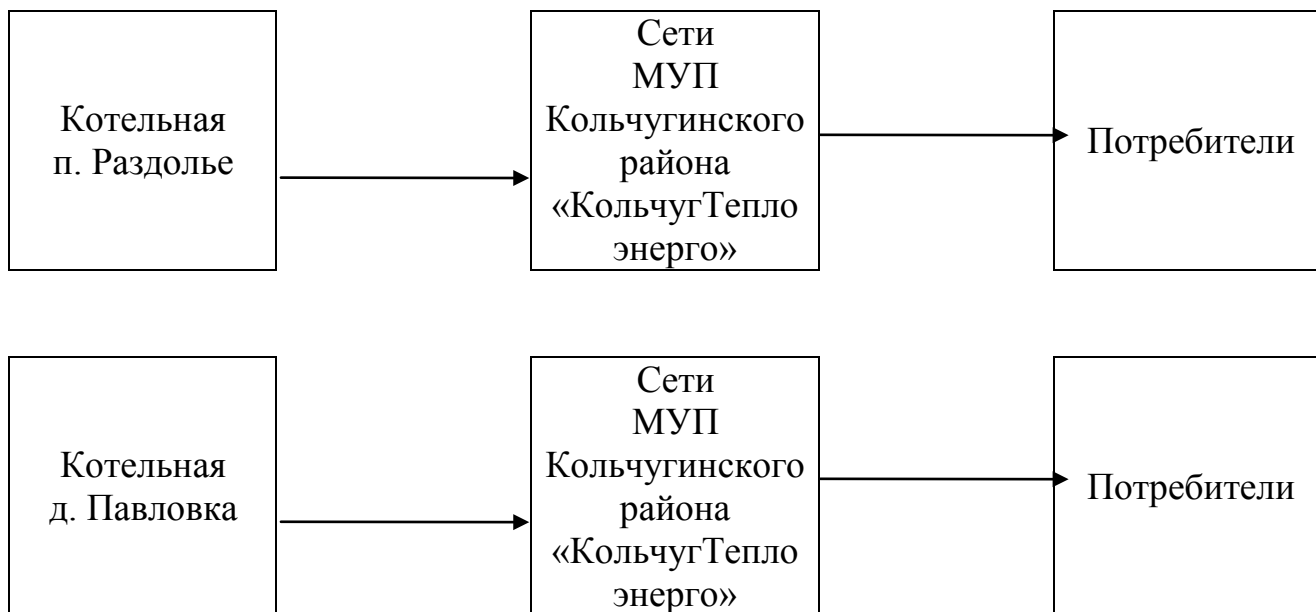 Котельная
п. Раздолье
Сети
МУП
Кольчугинского
района
«КольчугТепло
энерго»
Потребители
Котельная
д. Павловка
Сети
МУП
Кольчугинского
района
«КольчугТепло
энерго»
Потребители